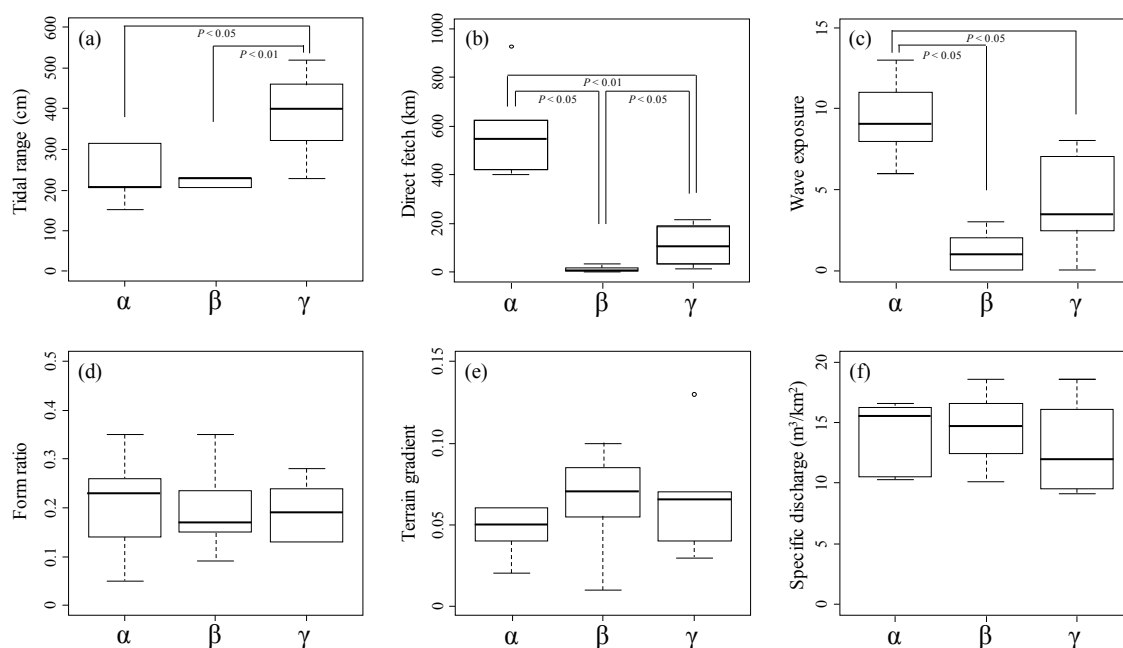 (a)
P < 0.05
P < 0.01
Tidal range (cm)
0 100 200 300 400 500 600
α β γ
(b)
P < 0.01
P < 0.05 P < 0.05
Direct fetch (km)
0 200 400 600 800 1000
α β γ
(c)
P < 0.05
P < 0.05
Wave exposure
0 5 10 15
α β γ
(d)
Form ratio
0 0.1 0.2 0.3 0.4 0.5
α β γ
(e)
Terrain gradient
0 0.05 0.10 0.15
α β γ
(f)
Specific discharge (m³/km²)
0 5 10 15 20
α β γ